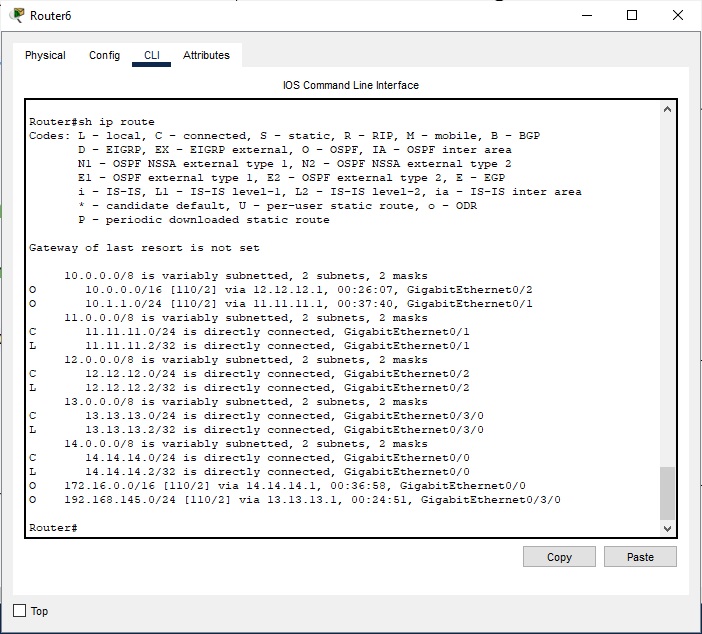 Router6
Physical Config CLI Attributes
IOS Command Line Interface
Router#sh ip route
Codes: L - local, C - connected, S - static, R - RIP, M - mobile, B - BGP
D - EIGRP, EX - EIGRP external, O - OSPF, IA - OSPF inter area
N1 - OSPF NSSA external type 1, N2 - OSPF NSSA external type 2
E1 - OSPF external type 1, E2 - OSPF external type 2, E - EGP
i - IS-IS, L1 - IS-IS level-1, L2 - IS-IS level-2, ia - IS-IS inter area
* - candidate default, U - per-user static route, o - ODR
P - periodic downloaded static route
Gateway of last resort is not set
10.0.0.0/8 is variably subnetted, 2 subnets, 2 masks
O 10.0.0.0/16 [110/2] via 12.12.12.1, 00:26:07, GigabitEthernet0/2
O 10.1.1.0/24 [110/2] via 11.11.11.1, 00:37:40, GigabitEthernet0/1
11.0.0.0/8 is variably subnetted, 2 subnets, 2 masks
C 11.11.11.0/24 is directly connected, GigabitEthernet0/1
L 11.11.11.2/32 is directly connected, GigabitEthernet0/1
12.0.0.0/8 is variably subnetted, 2 subnets, 2 masks
C 12.12.12.0/24 is directly connected, GigabitEthernet0/2
L 12.12.12.2/32 is directly connected, GigabitEthernet0/2
13.0.0.0/8 is variably subnetted, 2 subnets, 2 masks
C 13.13.13.0/24 is directly connected, GigabitEthernet0/3/0
L 13.13.13.2/32 is directly connected, GigabitEthernet0/3/0
14.0.0.0/8 is variably subnetted, 2 subnets, 2 masks
C 14.14.14.0/24 is directly connected, GigabitEthernet0/0
L 14.14.14.2/32 is directly connected, GigabitEthernet0/0
O 172.16.0.0/16 [110/2] via 14.14.14.1, 00:36:58, GigabitEthernet0/0
O 192.168.145.0/24 [110/2] via 13.13.13.1, 00:24:51, GigabitEthernet0/3/0
Router#
Copy Paste
Top